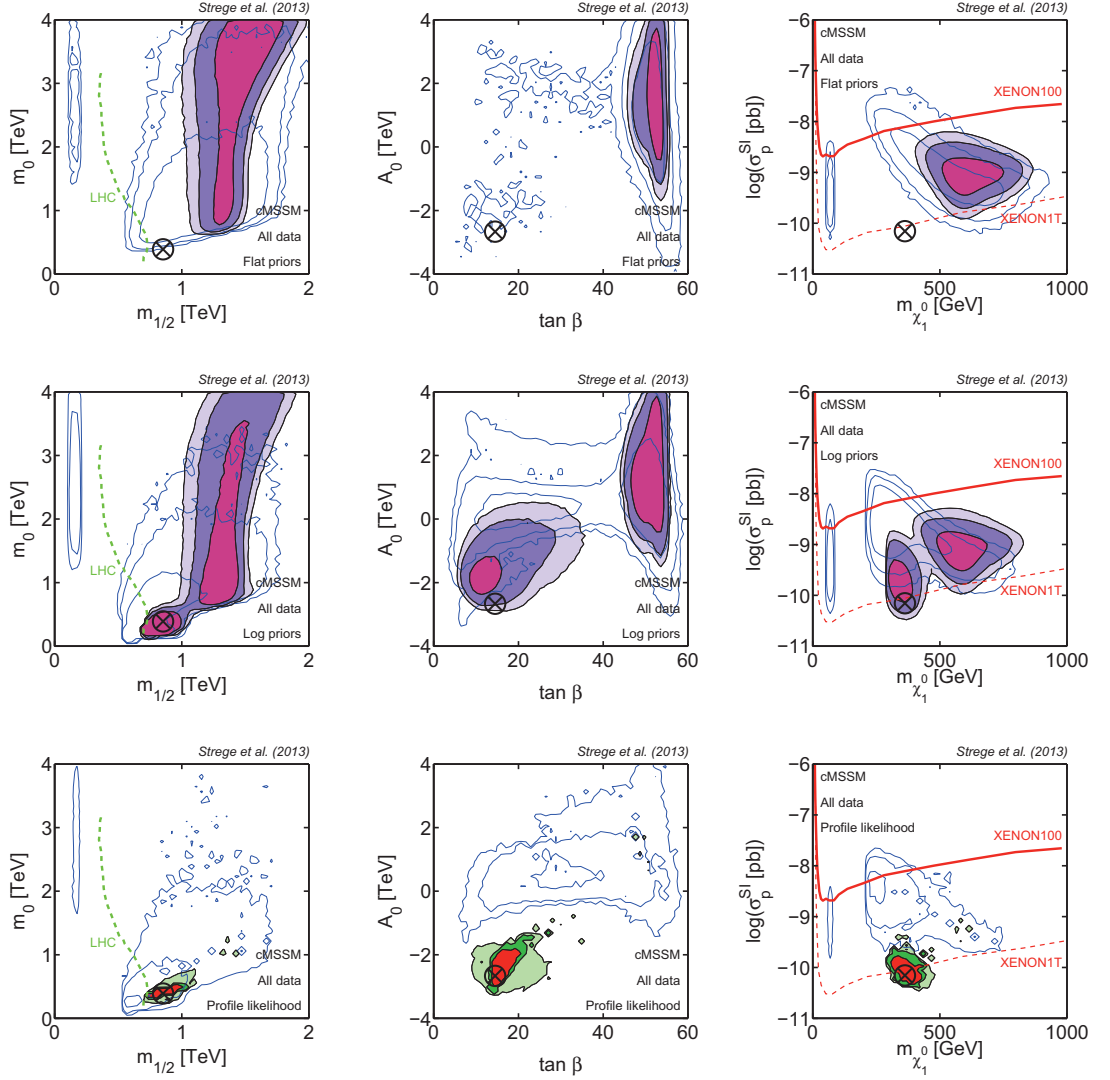 Strege et al. (2013)
m0 [TeV]
4
3
2
1
0
LHC
cMSSM
All data
Flat priors
0 1 2
m1/2 [TeV]
Strege et al. (2013)
A0 [TeV]
4
2
0
−2
−4
cMSSM
All data
Flat priors
0 20 40 60
tan β
Strege et al. (2013)
log(σpSI [pb])
−6
−7
−8
−9
−10
−11
cMSSM
All data
Flat priors
XENON100
XENON1T
0 500 1000
mχ10 [GeV]
Strege et al. (2013)
m0 [TeV]
4
3
2
1
0
LHC
cMSSM
All data
Log priors
0 1 2
m1/2 [TeV]
Strege et al. (2013)
A0 [TeV]
4
2
0
−2
−4
cMSSM
All data
Log priors
0 20 40 60
tan β
Strege et al. (2013)
log(σpSI [pb])
−6
−7
−8
−9
−10
−11
cMSSM
All data
Log priors
XENON100
XENON1T
0 500 1000
mχ10 [GeV]
Strege et al. (2013)
m0 [TeV]
4
3
2
1
0
LHC
cMSSM
All data
Profile likelihood
0 1 2
m1/2 [TeV]
Strege et al. (2013)
A0 [TeV]
4
2
0
−2
−4
cMSSM
All data
Profile likelihood
0 20 40 60
tan β
Strege et al. (2013)
log(σpSI [pb])
−6
−7
−8
−9
−10
−11
cMSSM
All data
Profile likelihood
XENON100
XENON1T
0 500 1000
mχ10 [GeV]